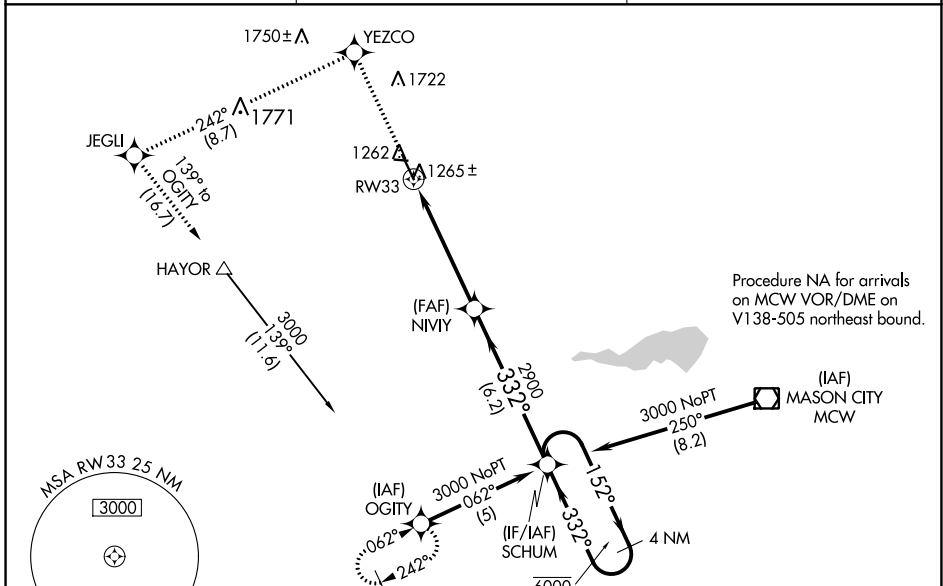 1750±
YEZCO
1722
242°
(8.7)
1771
JEGLI
1262
1265±
RW33
139° to
OGITY
(16.7)
HAYOR
Procedure NA for arrivals
on MCW VOR/DME on
V138-505 northeast bound.
(FAF)
NIVIY
3000
139°
(11.6)
2900
332°
(6.2)
(IAF)
MASON CITY
MCW
3000 NoPT
250°
(8.2)
MSA RW33 25 NM
3000
(IAF)
OGITY
3000 NoPT
062°
(5)
152°
332°
(IF/IAF)
SCHUM
4 NM
062°
242°
6000